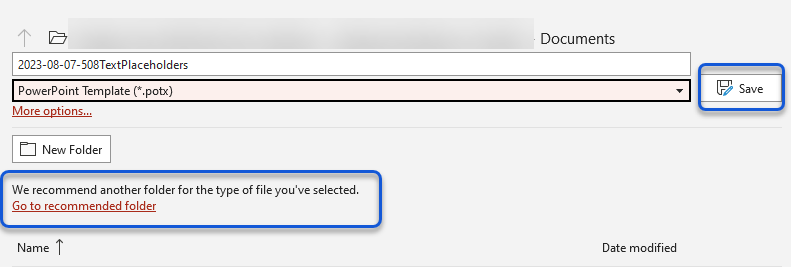 Documents
2023-08-07-508TextPlaceholders
PowerPoint Template (*.potx)
Save
More options...
New Folder
We recommend another folder for the type of file you've selected.
Go to recommended folder
Name ↑ Date modified